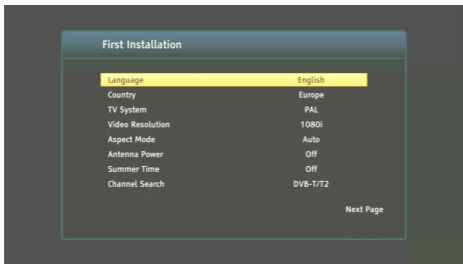 First Installation
Language English
Country Europe
TV System PAL
Video Resolution 1080i
Aspect Mode Auto
Antenna Power Off
Summer Time Off
Channel Search DVB-T/T2
Next Page